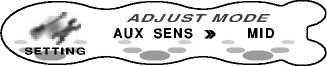 ADJUST MODE
AUX SENS » MID
SETTING